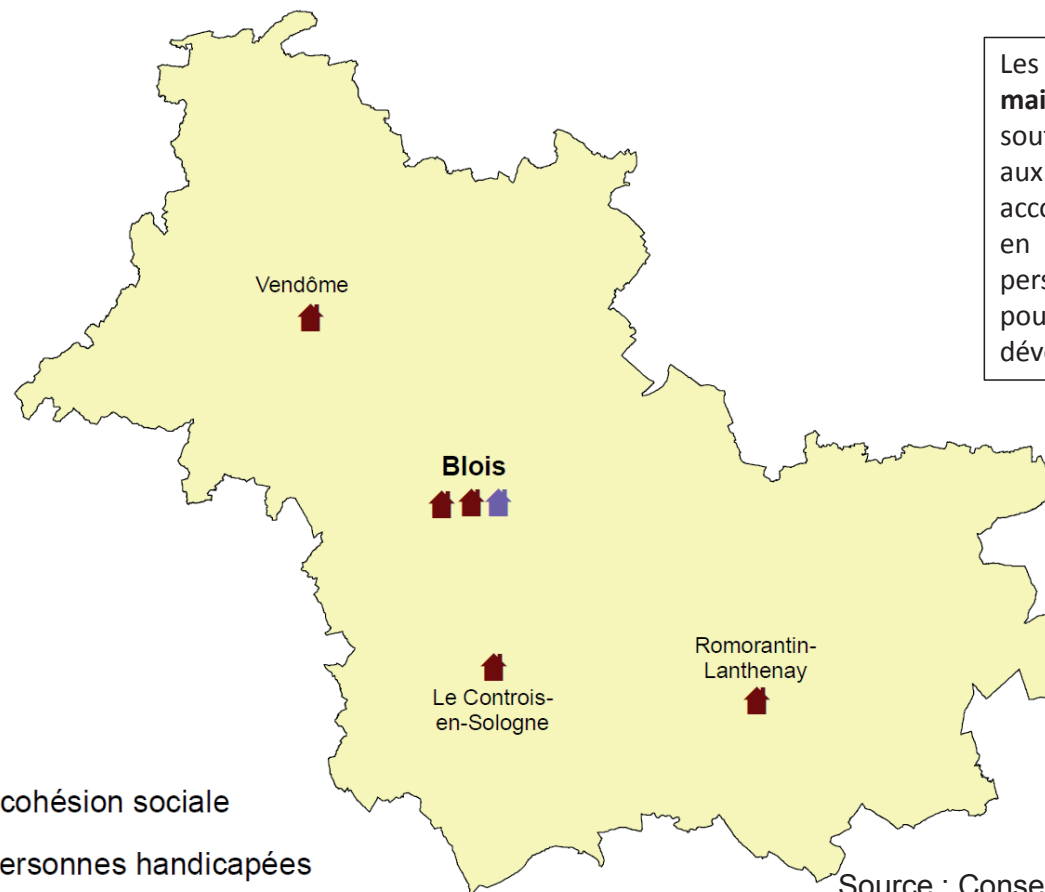 Les
mai
sout
aux
acco
en
pers
pou
déve
Vendôme
Blois
Le Controis-
en-Sologne
Romorantin-
Lanthenay
cohésion sociale
ersonnes handicapées
Source : Conse